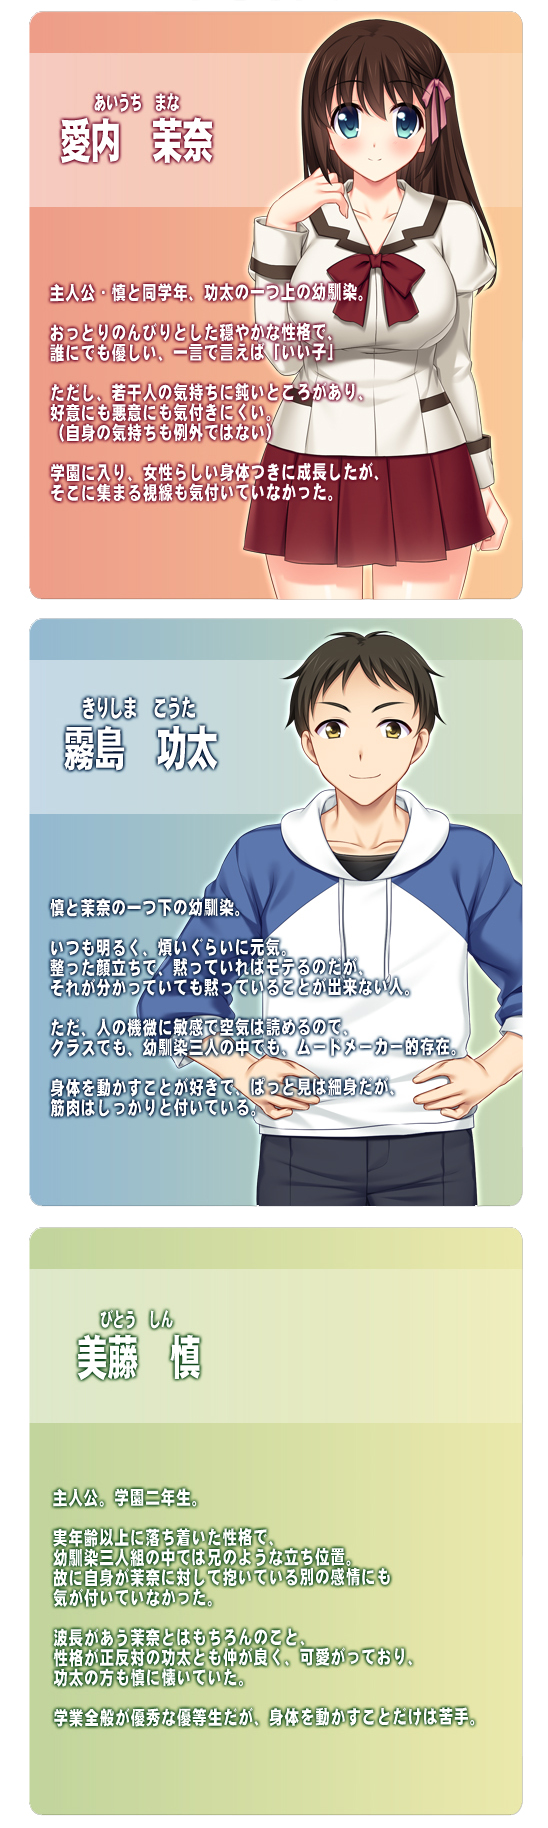 あいうち まな
愛内 茉奈
主人公・慎と同学年、功太の一つ上の幼馴染。
おっとりのんびりとした穏やかな性格で、
誰にでも優しい、一言で言えば「いい子」
ただし、若干人の気持ちに鈍いところがあり、
好意にも悪意にも気付きにくい。
（自身の気持ちも例外ではない）
学園に入り、女性らしい身体つきに成長したが、
そこに集まる視線も気付いていなかった。
きりしま こうた
霧島 功太
慎と茉奈の一つ下の幼馴染。
いつも明るく、煩いぐらいに元気。
整った顔立ちで、黙っていればモテるのだが、
それが分かっていても黙っていることが出来ない人。
ただ、人の機微に敏感で空気は読めるので、
クラスでも、幼馴染三人の中でも、ムードメーカー的存在。
身体を動かすことが好きで、ぱっと見は細身だが、
筋肉はしっかりと付いている。
びとう しん
美藤 慎
主人公。学園二年生。
実年齢以上に落ち着いた性格で、
幼馴染三人組の中では兄のような立ち位置。
故に自身が茉奈に対して抱いている別の感情にも
気が付いていなかった。
波長があう茉奈とはもちろんのこと、
性格が正反対の功太とも仲が良く、可愛がっており、
功太の方も慎に懐いていた。
学業全般が優秀な優等生だが、身体を動かすことだけは苦手。